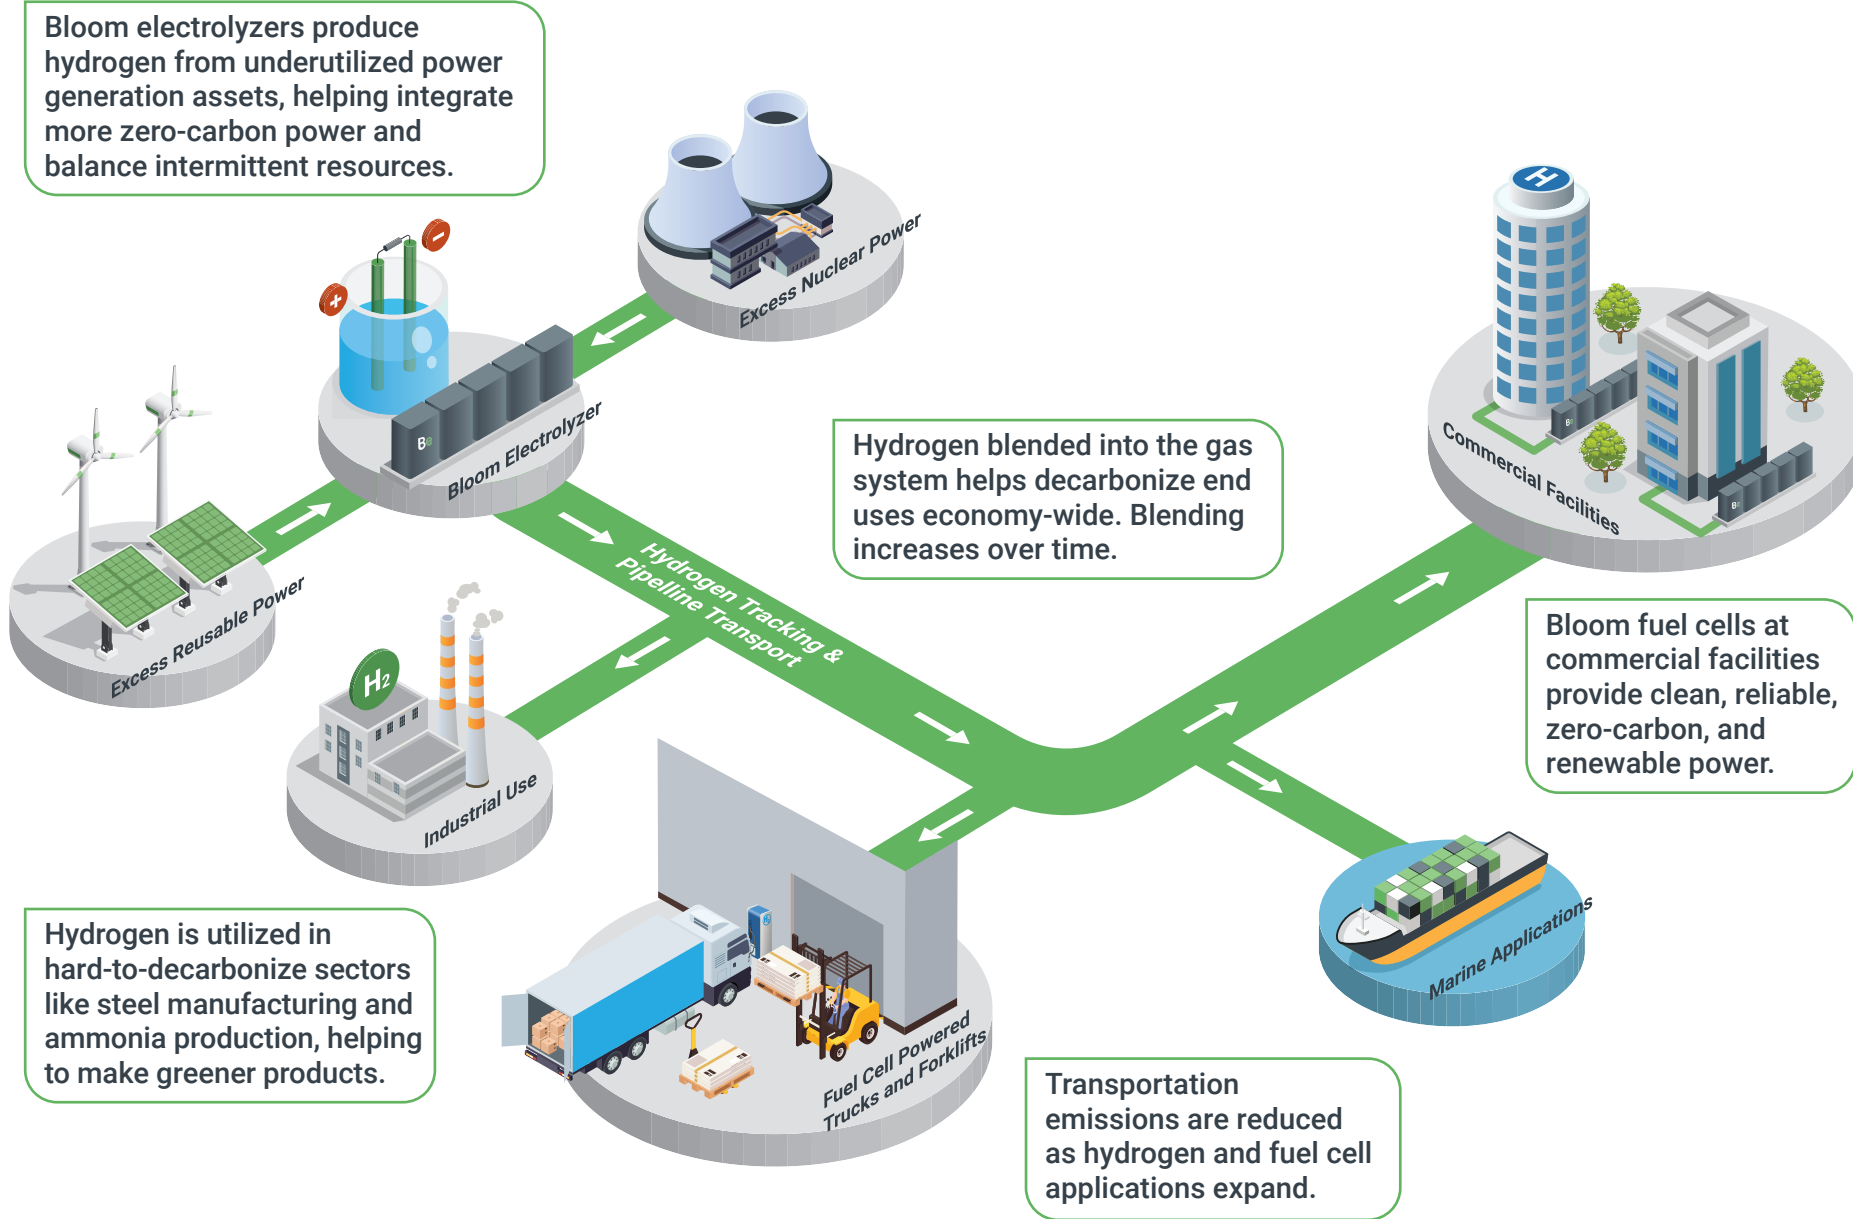 Bloom electrolyzers produce
hydrogen from underutilized power
generation assets, helping integrate
more zero-carbon power and
balance intermittent resources.
Excess Nuclear Power
-
+
Be
Bloom Electrolyzer
Excess Reusable Power
Hydrogen Tracking &
Pipelline Transport
Hydrogen blended into the gas
system helps decarbonize end
uses economy-wide. Blending
increases over time.
H
Be
Be
Commercial Facilities
Bloom fuel cells at
commercial facilities
provide clean, reliable,
zero-carbon, and
renewable power.
H2
Industrial Use
Hydrogen is utilized in
hard-to-decarbonize sectors
like steel manufacturing and
ammonia production, helping
to make greener products.
Fuel Cell Powered
Trucks and Forklifts
Marine Applications
Transportation
emissions are reduced
as hydrogen and fuel cell
applications expand.